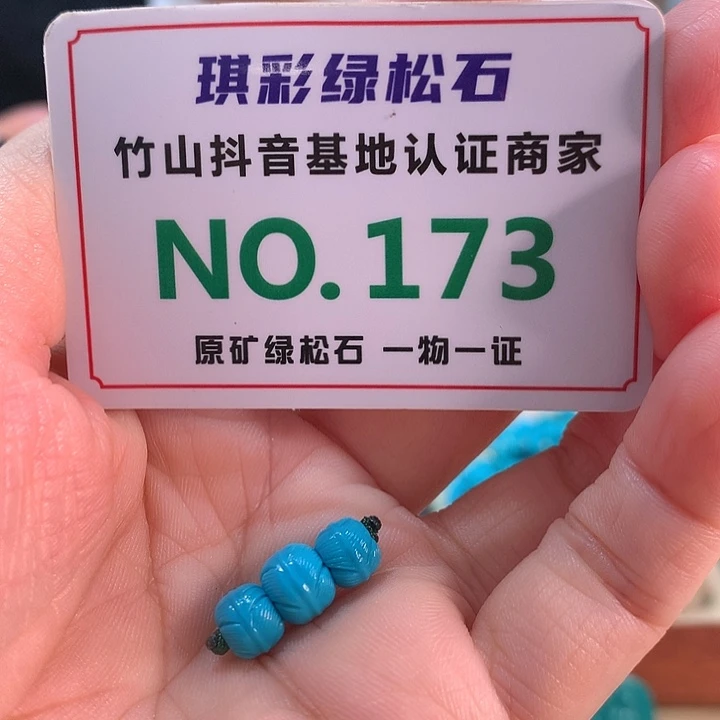 琪彩绿松石
竹山抖音基地认证商家
NO.173
原矿绿松石 一物一证